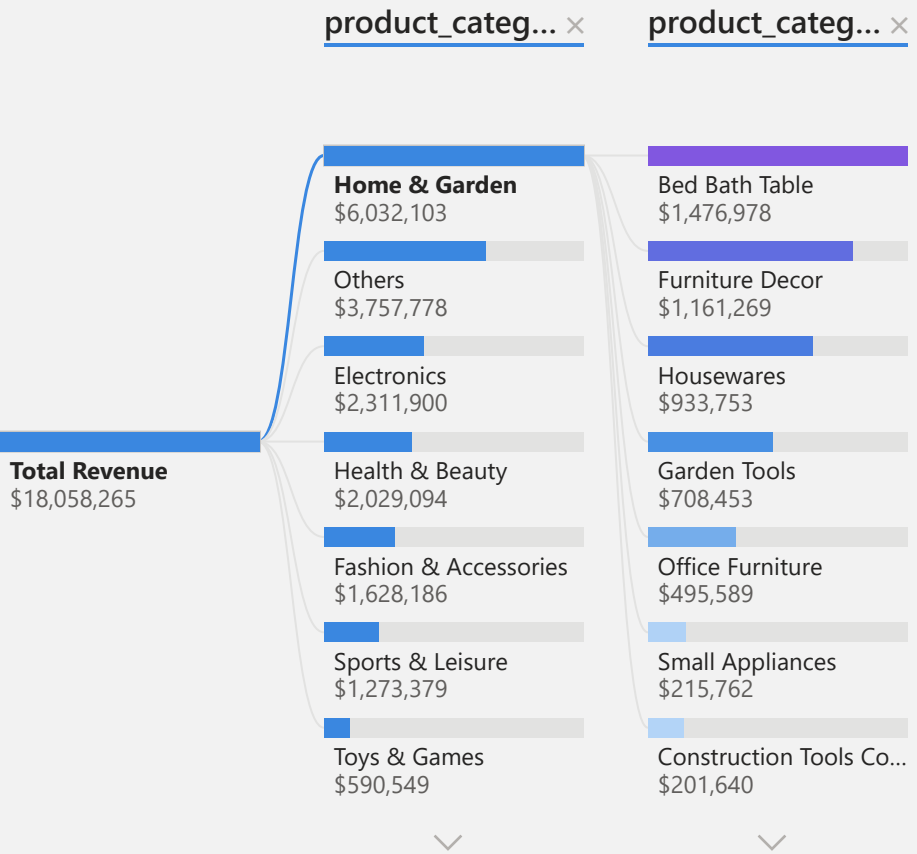 product_categ...
product_categ...
Total Revenue
$18,058,265
Home & Garden
$6,032,103
Others
$3,757,778
Electronics
$2,311,900
Health & Beauty
$2,029,094
Fashion & Accessories
$1,628,186
Sports & Leisure
$1,273,379
Toys & Games
$590,549
Bed Bath Table
$1,476,978
Furniture Decor
$1,161,269
Housewares
$933,753
Garden Tools
$708,453
Office Furniture
$495,589
Small Appliances
$215,762
Construction Tools Co...
$201,640